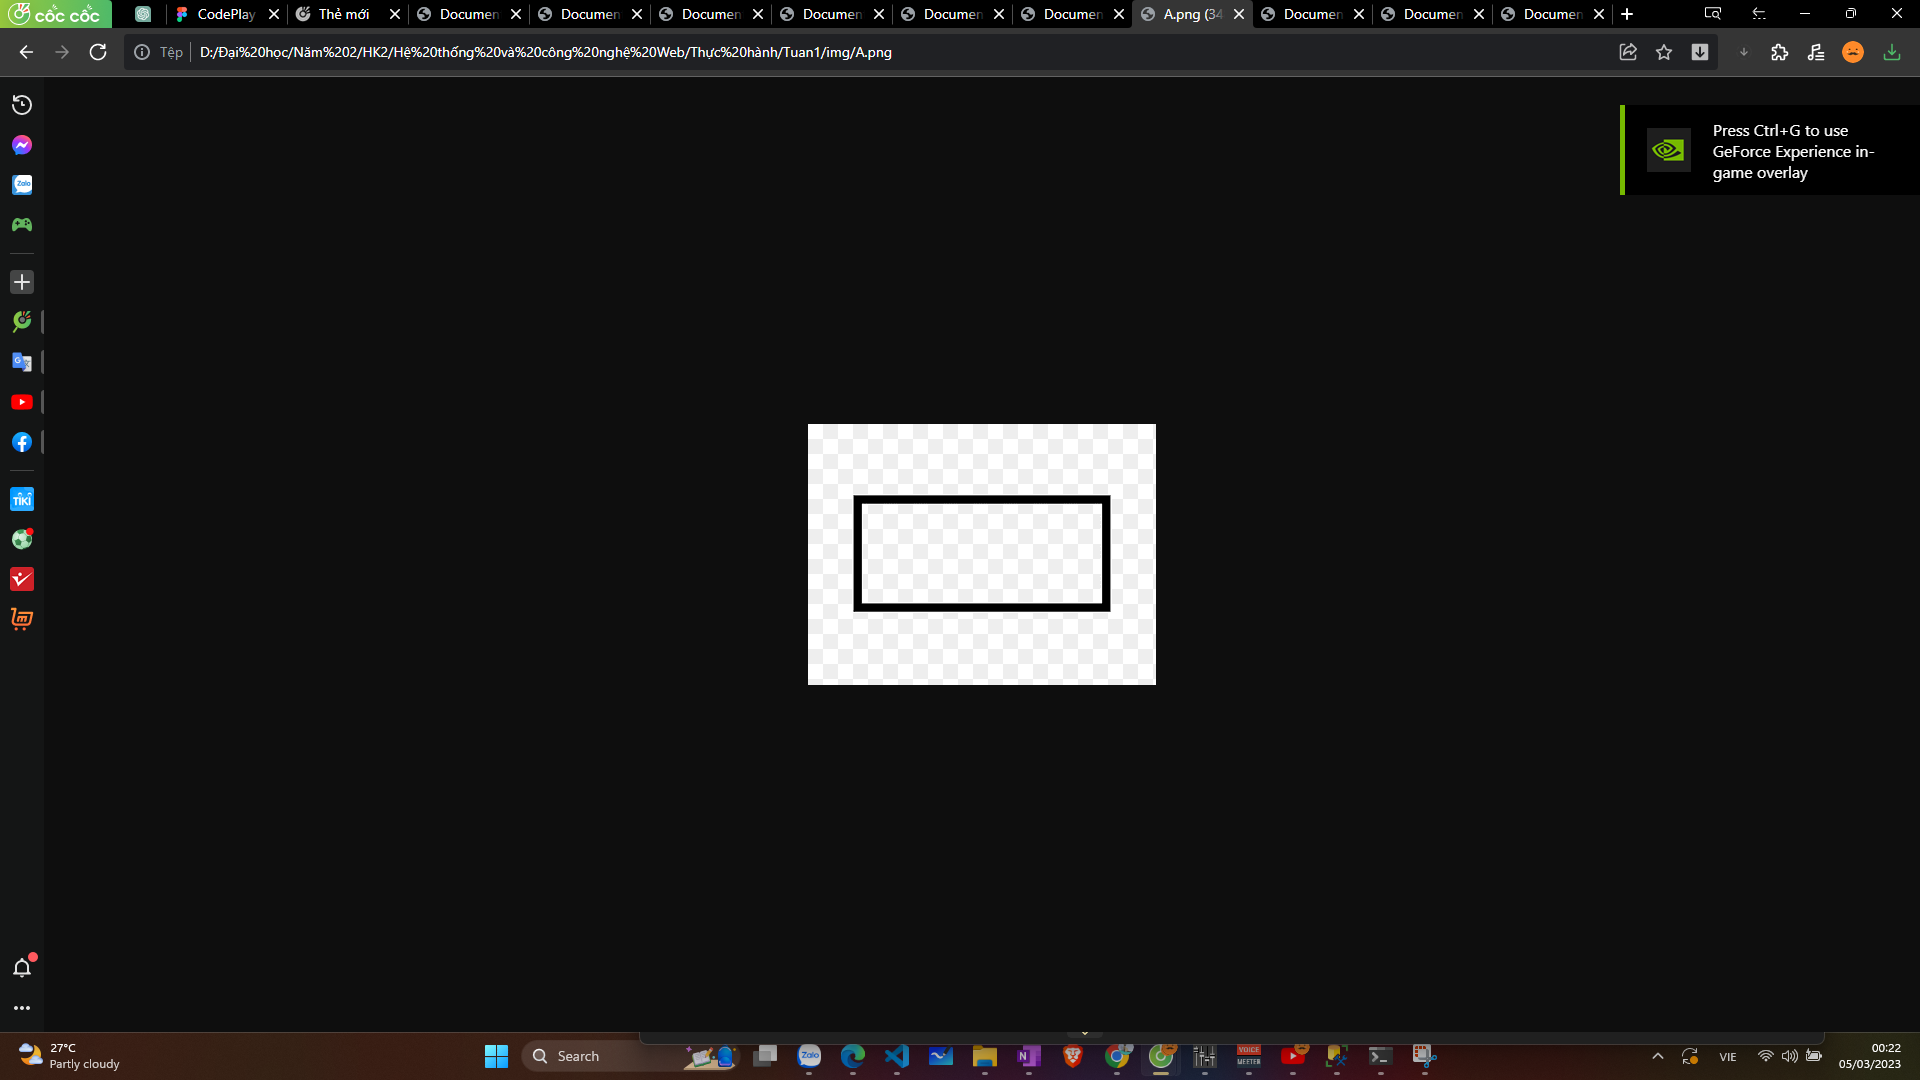 cốc cốc
CodePlay
Thẻ mới
Documen
Documen
Documen
Documen
Documen
Documen
A.png (34
Documen
Documen
Documen
Tệp
D:/Đại%20học/Năm%202/HK2/Hệ%20thống%20và%20công%20nghệ%20Web/Thực%20hành/Tuan1/img/A.png
Press Ctrl+G to use
GeForce Experience in-
game overlay
Zalo
TIKI
27°C
Partly cloudy
Search
Zalo
VOICE
MEETER
VIE
00:22
05/03/2023